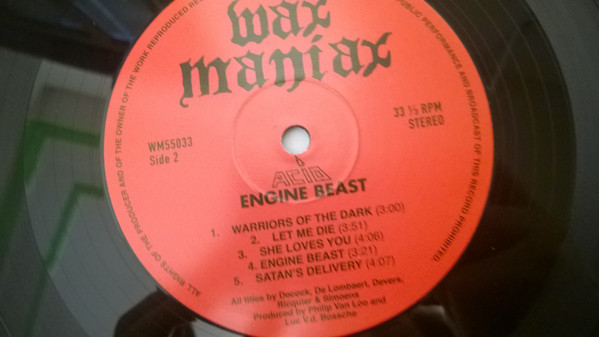 wax
maniax
WM55033
Side 2
33 ⅓ RPM
STEREO
ACID
ENGINE BEAST
1. WARRIORS OF THE DARK (3:00)
2. LET ME DIE (3:51)
3. SHE LOVES YOU (4:06)
4. ENGINE BEAST (3:21)
5. SATAN'S DELIVERY (4:07)
All titles by Decock, De Lombaert, Devers,
Ricquier & Simoens
Produced by Philip Van Loo and
Luc V.d. Bossche
ALL RIGHTS OF THE PRODUCER AND OF THE OWNER OF THE WORK REPRODUCED RE
PUBLIC PERFORMANCE AND BROADCAST OF THIS RECORD PROHIBITED.